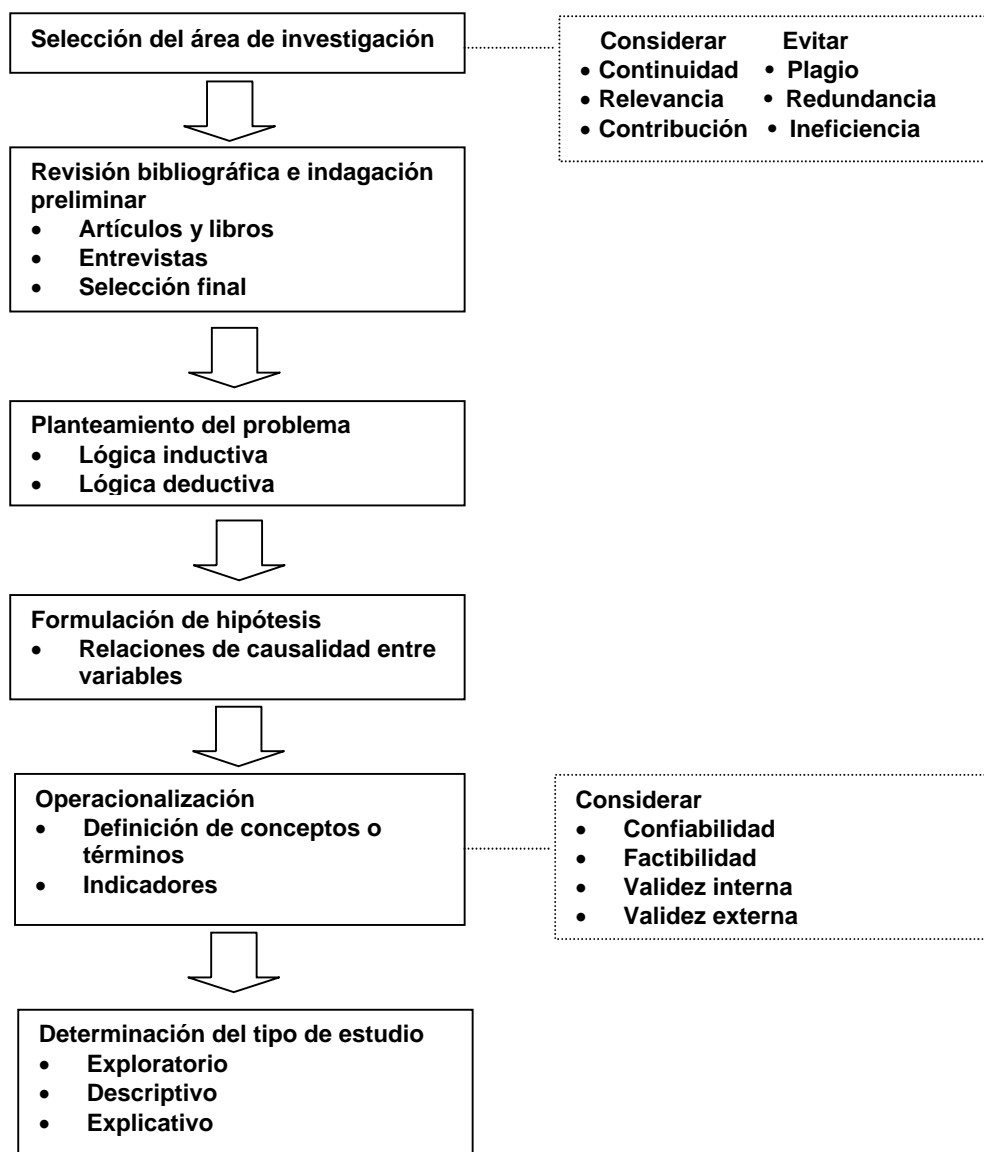 Selección del área de investigación
Considerar Evitar
• Continuidad • Plagio
• Relevancia • Redundancia
• Contribución • Ineficiencia
Revisión bibliográfica e indagación
preliminar
• Artículos y libros
• Entrevistas
• Selección final
Planteamiento del problema
• Lógica inductiva
• Lógica deductiva
Formulación de hipótesis
• Relaciones de causalidad entre
variables
Operacionalización
• Definición de conceptos o
términos
• Indicadores
Considerar
• Confiabilidad
• Factibilidad
• Validez interna
• Validez externa
Determinación del tipo de estudio
• Exploratorio
• Descriptivo
• Explicativo